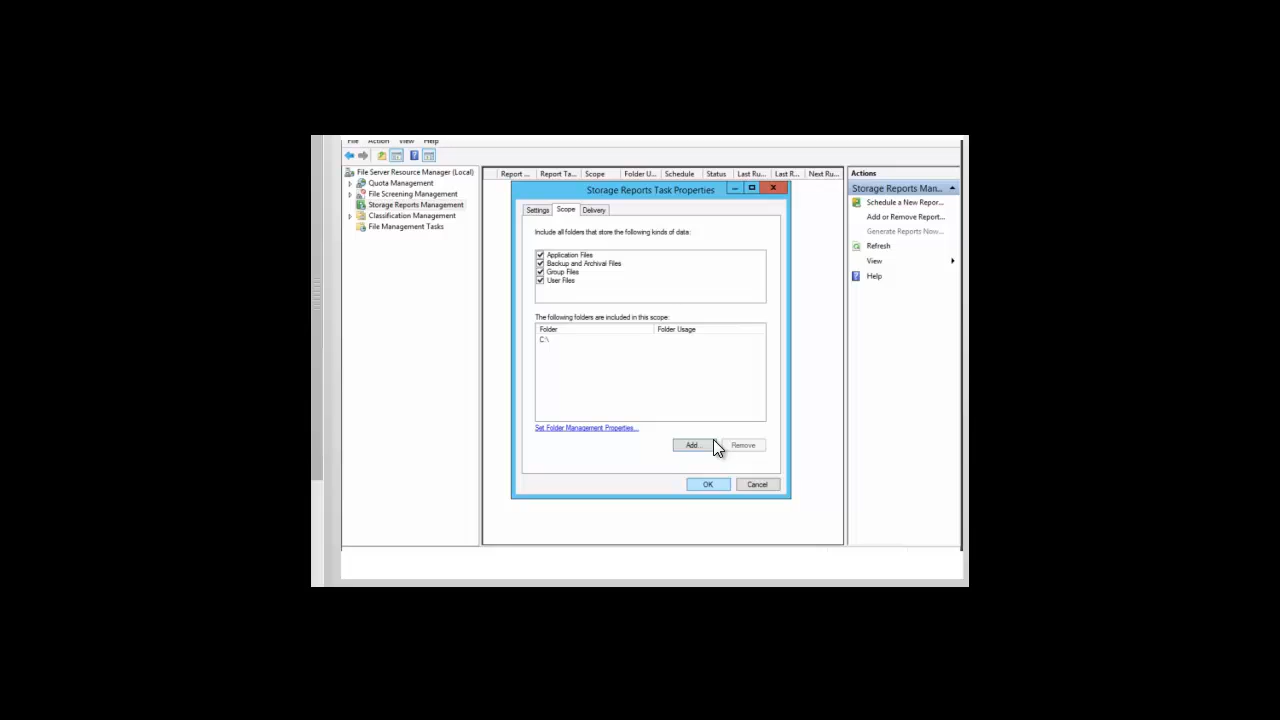 File Action View Help
File Server Resource Manager (Local)
Quota Management
File Screening Management
Storage Reports Management
Classification Management
File Management Tasks
Report ... Report Ta... Scope Folder U... Schedule Status Last Ru... Last R... Next Ru...
Storage Reports Task Properties
Settings Scope Delivery
Include all folders that store the following kinds of data:
Application Files
Backup and Archival Files
Group Files
User Files
The following folders are included in this scope:
Folder Folder Usage
C:\
Set Folder Management Properties...
Add... Remove
OK Cancel
Actions
Storage Reports Man...
Schedule a New Repor...
Add or Remove Report...
Generate Reports Now...
Refresh
View
Help